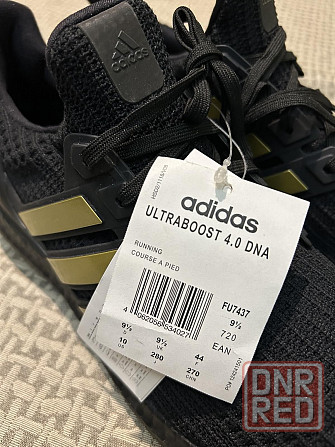 adidas
adidas
ULTRABOOST 4.0 DNA
RUNNING
COURSE A PIED
FU7437
9½
720
EAN
9½ 9½ 44
10 280 270
DNR
RED